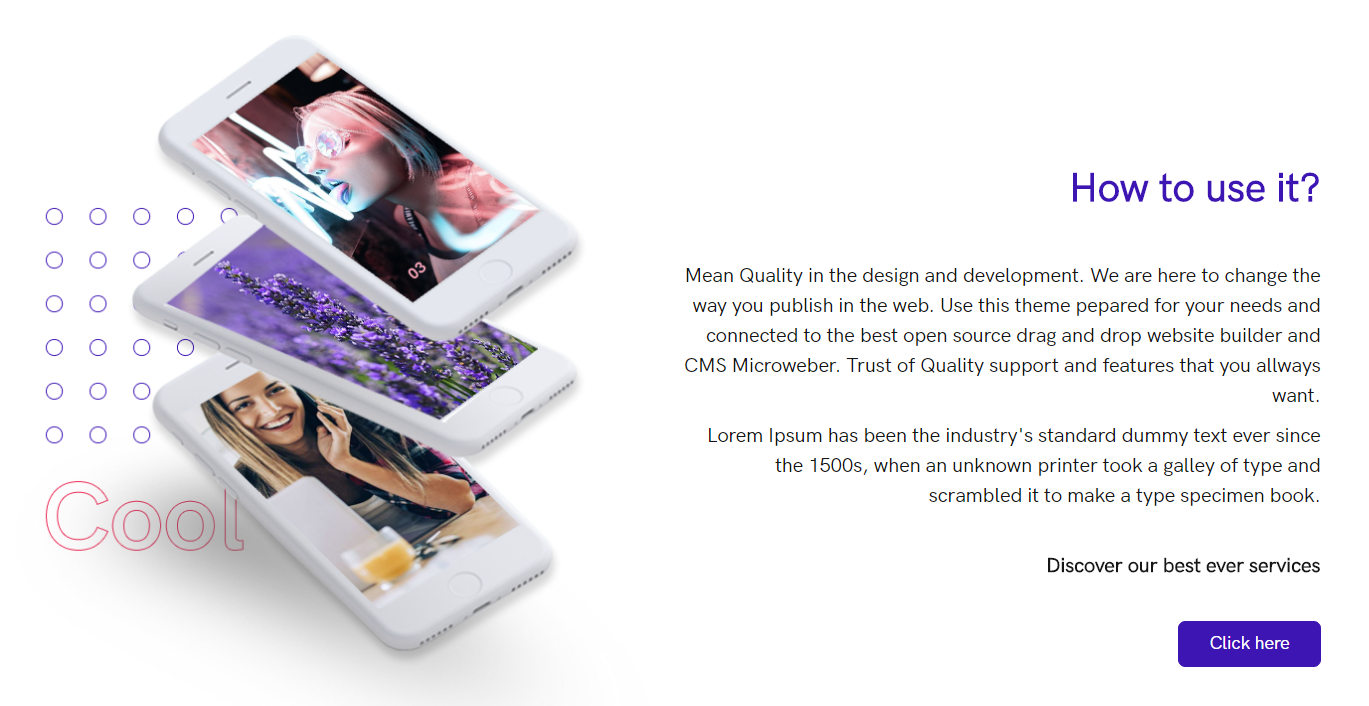 How to use it?
Mean Quality in the design and development. We are here to change the
way you publish in the web. Use this theme pepared for your needs and
connected to the best open source drag and drop website builder and
CMS Microweber. Trust of Quality support and features that you allways
want.
Lorem Ipsum has been the industry's standard dummy text ever since
the 1500s, when an unknown printer took a galley of type and
scrambled it to make a type specimen book.
Discover our best ever services
Click here
03
Cool